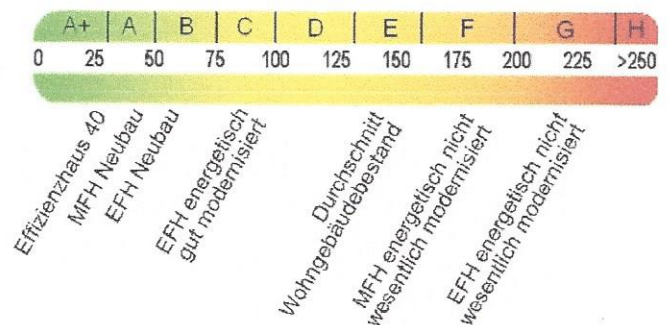 A+ A B C D E F G H
0 25 50 75 100 125 150 175 200 225 >250
Effizienzhaus 40
MFH Neubau
EFH Neubau
EFH energetisch
gut modernisiert
Durchschnitt
Wohngebäudebestand
MFH energetisch nicht
wesentlich modernisiert
EFH energetisch nicht
wesentlich modernisiert